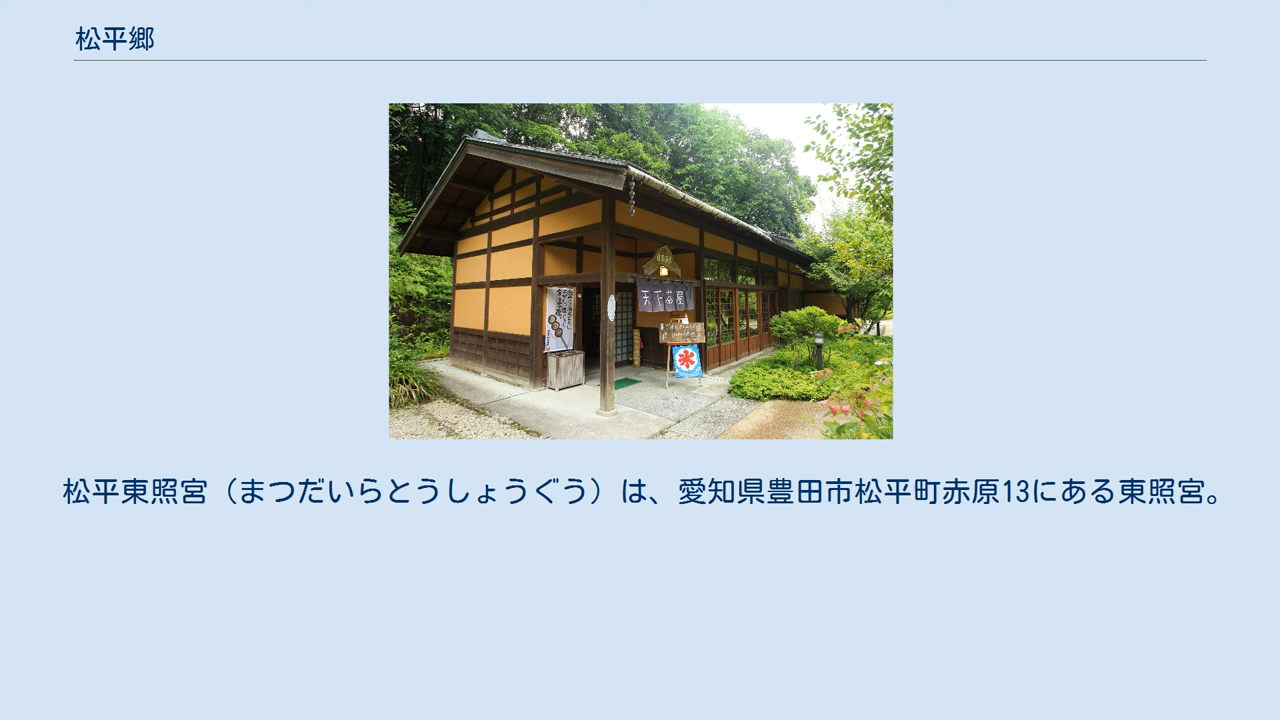 松平郷
天下茶屋
氷
松平東照宮（まつだいらとうしょうぐう）は、愛知県豊田市松平町赤原13にある東照宮。